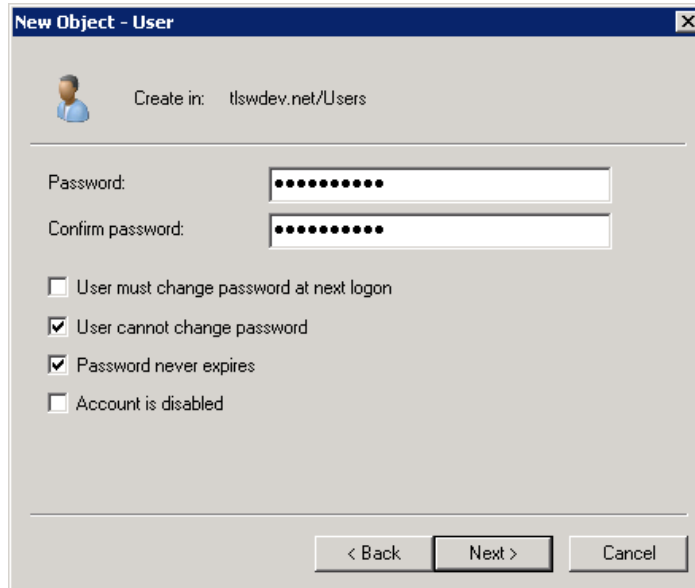 New Object - User
Create in: tlswdev.net/Users
Password: ●●●●●●●●●●
Confirm password: ●●●●●●●●●●
User must change password at next logon
User cannot change password
Password never expires
Account is disabled
< Back Next > Cancel